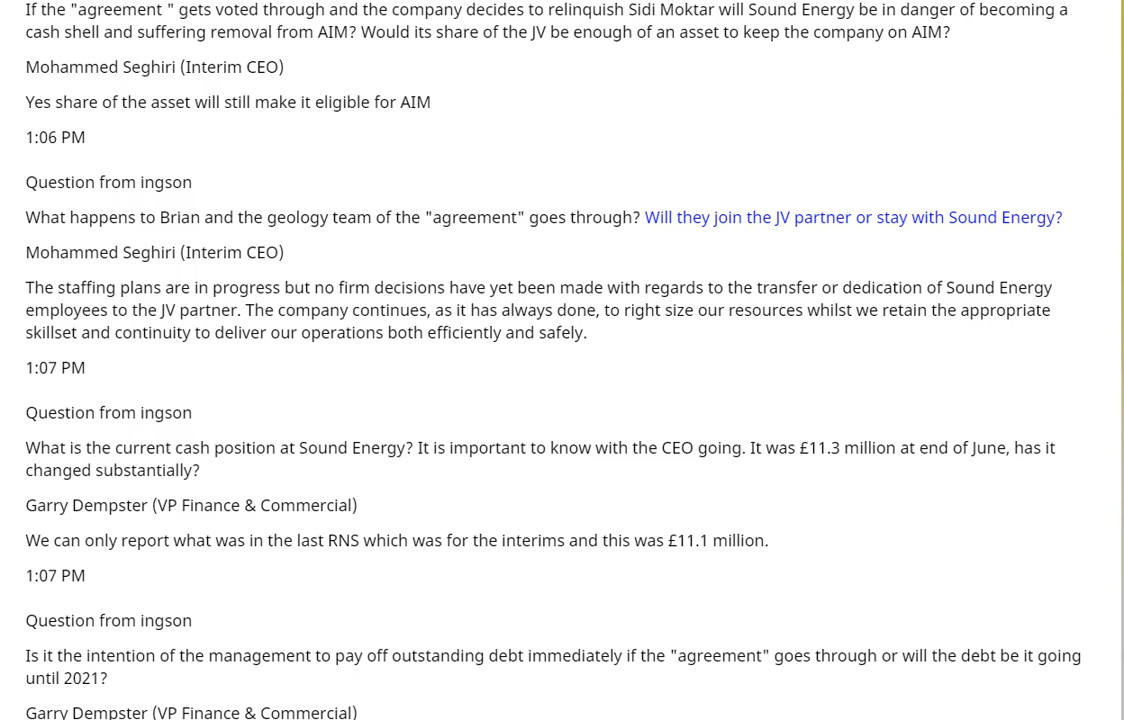 If the "agreement " gets voted through and the company decides to relinquish Sidi Moktar will Sound Energy be in danger of becoming a
cash shell and suffering removal from AIM? Would its share of the JV be enough of an asset to keep the company on AIM?
Mohammed Seghiri (Interim CEO)
Yes share of the asset will still make it eligible for AIM
1:06 PM
Question from ingson
What happens to Brian and the geology team of the "agreement" goes through? Will they join the JV partner or stay with Sound Energy?
Mohammed Seghiri (Interim CEO)
The staffing plans are in progress but no firm decisions have yet been made with regards to the transfer or dedication of Sound Energy
employees to the JV partner. The company continues, as it has always done, to right size our resources whilst we retain the appropriate
skillset and continuity to deliver our operations both efficiently and safely.
1:07 PM
Question from ingson
What is the current cash position at Sound Energy? It is important to know with the CEO going. It was £11.3 million at end of June, has it
changed substantially?
Garry Dempster (VP Finance & Commercial)
We can only report what was in the last RNS which was for the interims and this was £11.1 million.
1:07 PM
Question from ingson
Is it the intention of the management to pay off outstanding debt immediately if the "agreement" goes through or will the debt be it going
until 2021?
Garry Dempster (VP Finance & Commercial)